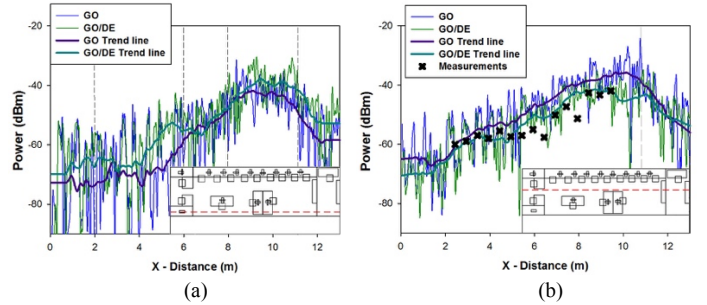 (a)
GO
GO/DE
GO Trend line
GO/DE Trend line
Power (dBm)
-20
-40
-60
-80
0 2 4 6 8 10 12
X - Distance (m)
(a)
(b)
GO
GO/DE
GO Trend line
GO/DE Trend line
Measurements
Power (dBm)
-20
-40
-60
-80
0 2 4 6 8 10 12
X - Distance (m)
(b)